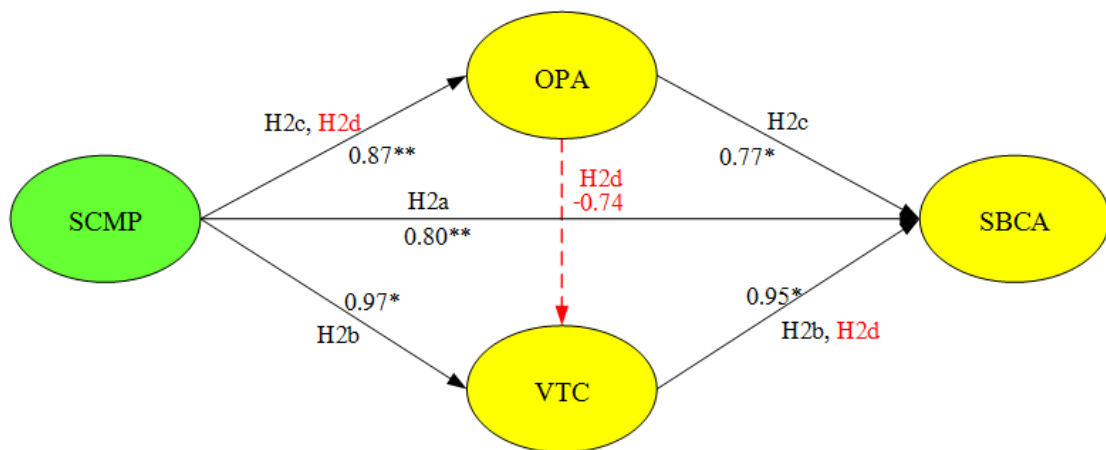 OPA
H2c, H2d
0.87**
H2c
0.77*
H2d
-0.74
SCMP
H2a
0.80**
SBCA
0.97*
H2b
0.95*
H2b, H2d
VTC